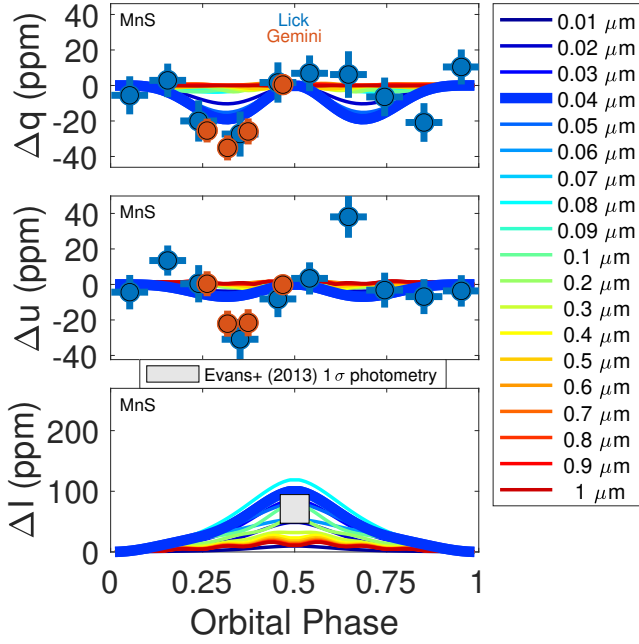 MnS
Lick
Gemini
40
20
0
-20
-40
Δq (ppm)
MnS
40
20
0
-20
-40
Δu (ppm)
Evans+ (2013) 1 σ photometry
MnS
200
100
0
ΔI (ppm)
0
0.25
0.5
0.75
1
Orbital Phase
0.01 μm
0.02 μm
0.03 μm
0.04 μm
0.05 μm
0.06 μm
0.07 μm
0.08 μm
0.09 μm
0.1 μm
0.2 μm
0.3 μm
0.4 μm
0.5 μm
0.6 μm
0.7 μm
0.8 μm
0.9 μm
1 μm